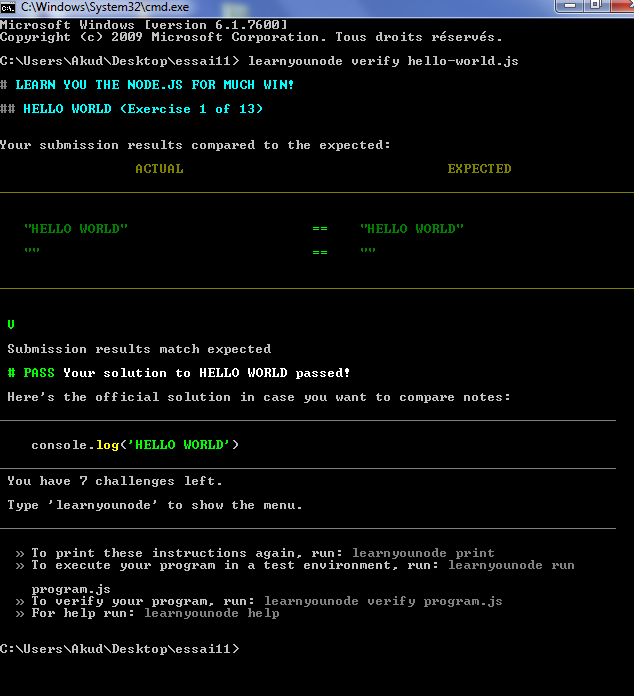 C:\Windows\System32\cmd.exe
Microsoft Windows [version 6.1.7600]
Copyright (c) 2009 Microsoft Corporation. Tous droits réservés.
C:\Users\Akud\Desktop\essai11> learnyounode verify hello-world.js
# LEARN YOU THE NODE.JS FOR MUCH WIN!
## HELLO WORLD (Exercise 1 of 13)
Your submission results compared to the expected:
ACTUAL EXPECTED
"HELLO WORLD" == "HELLO WORLD"
"" == ""
V
Submission results match expected
# PASS Your solution to HELLO WORLD passed!
Here's the official solution in case you want to compare notes:
console.log('HELLO WORLD')
You have 7 challenges left.
Type 'learnyounode' to show the menu.
» To print these instructions again, run: learnyounode print
» To execute your program in a test environment, run: learnyounode run
program.js
» To verify your program, run: learnyounode verify program.js
» For help run: learnyounode help
C:\Users\Akud\Desktop\essai11>